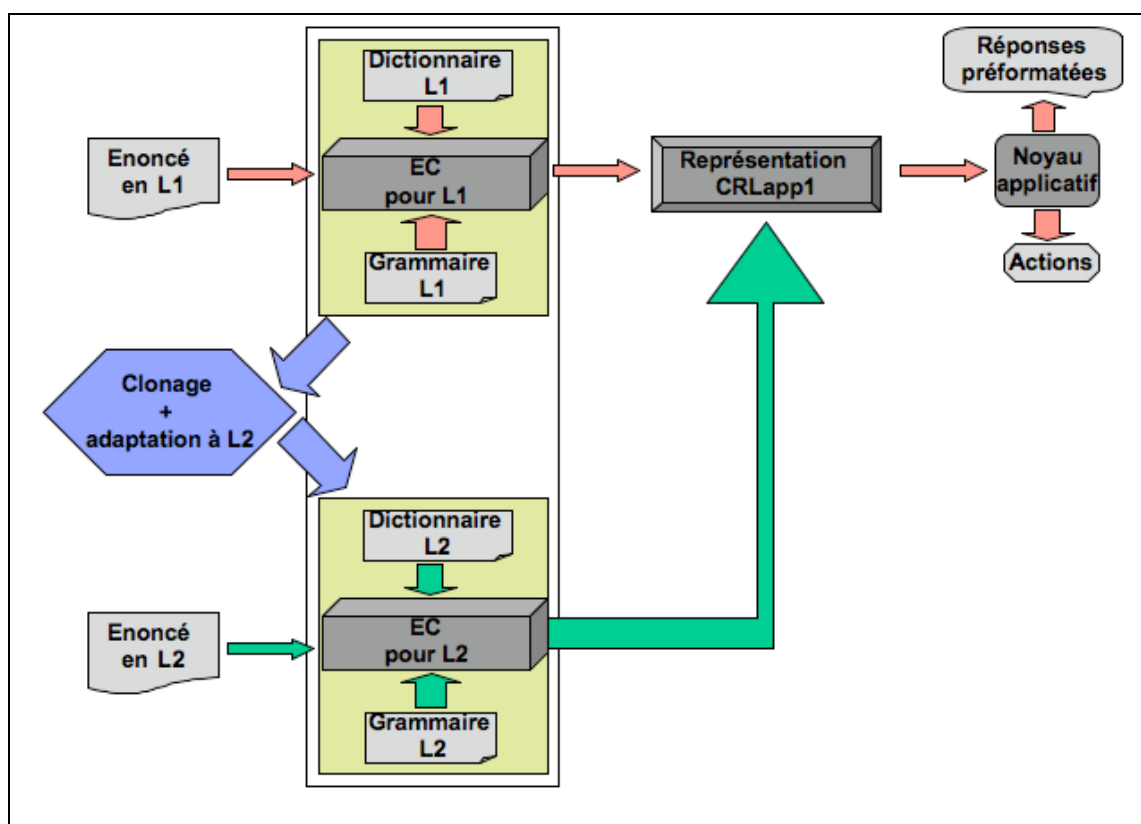 Dictionnaire
L1
Réponses
préformatées
Enoncé
en L1
EC
pour L1
Représentation
CRLapp1
Noyau
applicatif
Grammaire
L1
Actions
Clonage
+
adaptation à L2
Dictionnaire
L2
Enoncé
en L2
EC
pour L2
Grammaire
L2